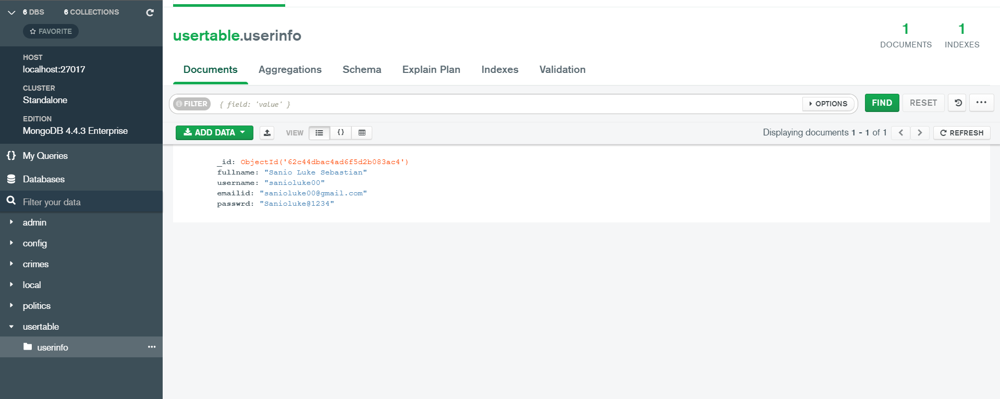 6 DBS 6 COLLECTIONS
FAVORITE
HOST
localhost:27017
CLUSTER
Standalone
EDITION
MongoDB 4.4.3 Enterprise
{} My Queries
Databases
Filter your data
admin
config
crimes
local
politics
usertable
userinfo
usertable.userinfo
1 DOCUMENTS
1 INDEXES
Documents Aggregations Schema Explain Plan Indexes Validation
FILTER { field: 'value' } OPTIONS FIND RESET
ADD DATA VIEW {} Displaying documents 1 - 1 of 1 REFRESH
_id: ObjectId('62c44dbac4ad6f5d2b083ac4')
fullname: "Sanio Luke Sebastian"
username: "sanioluke00"
emailid: "sanioluke00@gmail.com"
passwrd: "Sanioluke@1234"